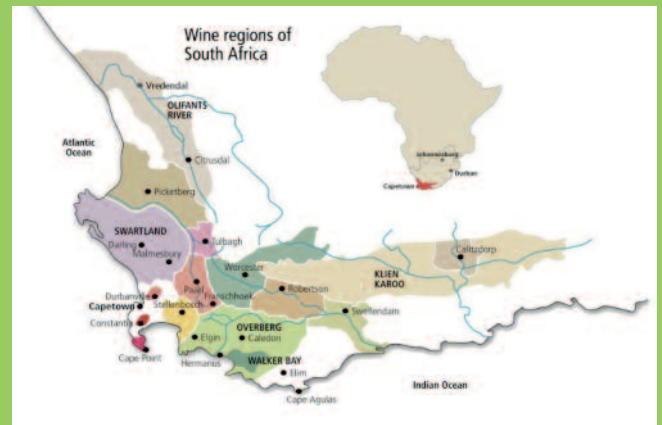 Wine regions of
South Africa
Vredendal
OLIFANTS
RIVER
Atlantic
Ocean
Citrusdal
Johannesburg
Durban
Capetown
Picketberg
SWARTLAND
Darling
Malmesbury
Tulbagh
Worcester
Calitzdorp
KLIEN
KAROO
Durbanville
Paarl
Franschhoek
Robertson
Capetown
Stellenbosch
Swellendam
Constantia
OVERBERG
Elgin
Caledon
Cape Point
Hermanus
WALKER BAY
Elim
Indian Ocean
Cape Agulas